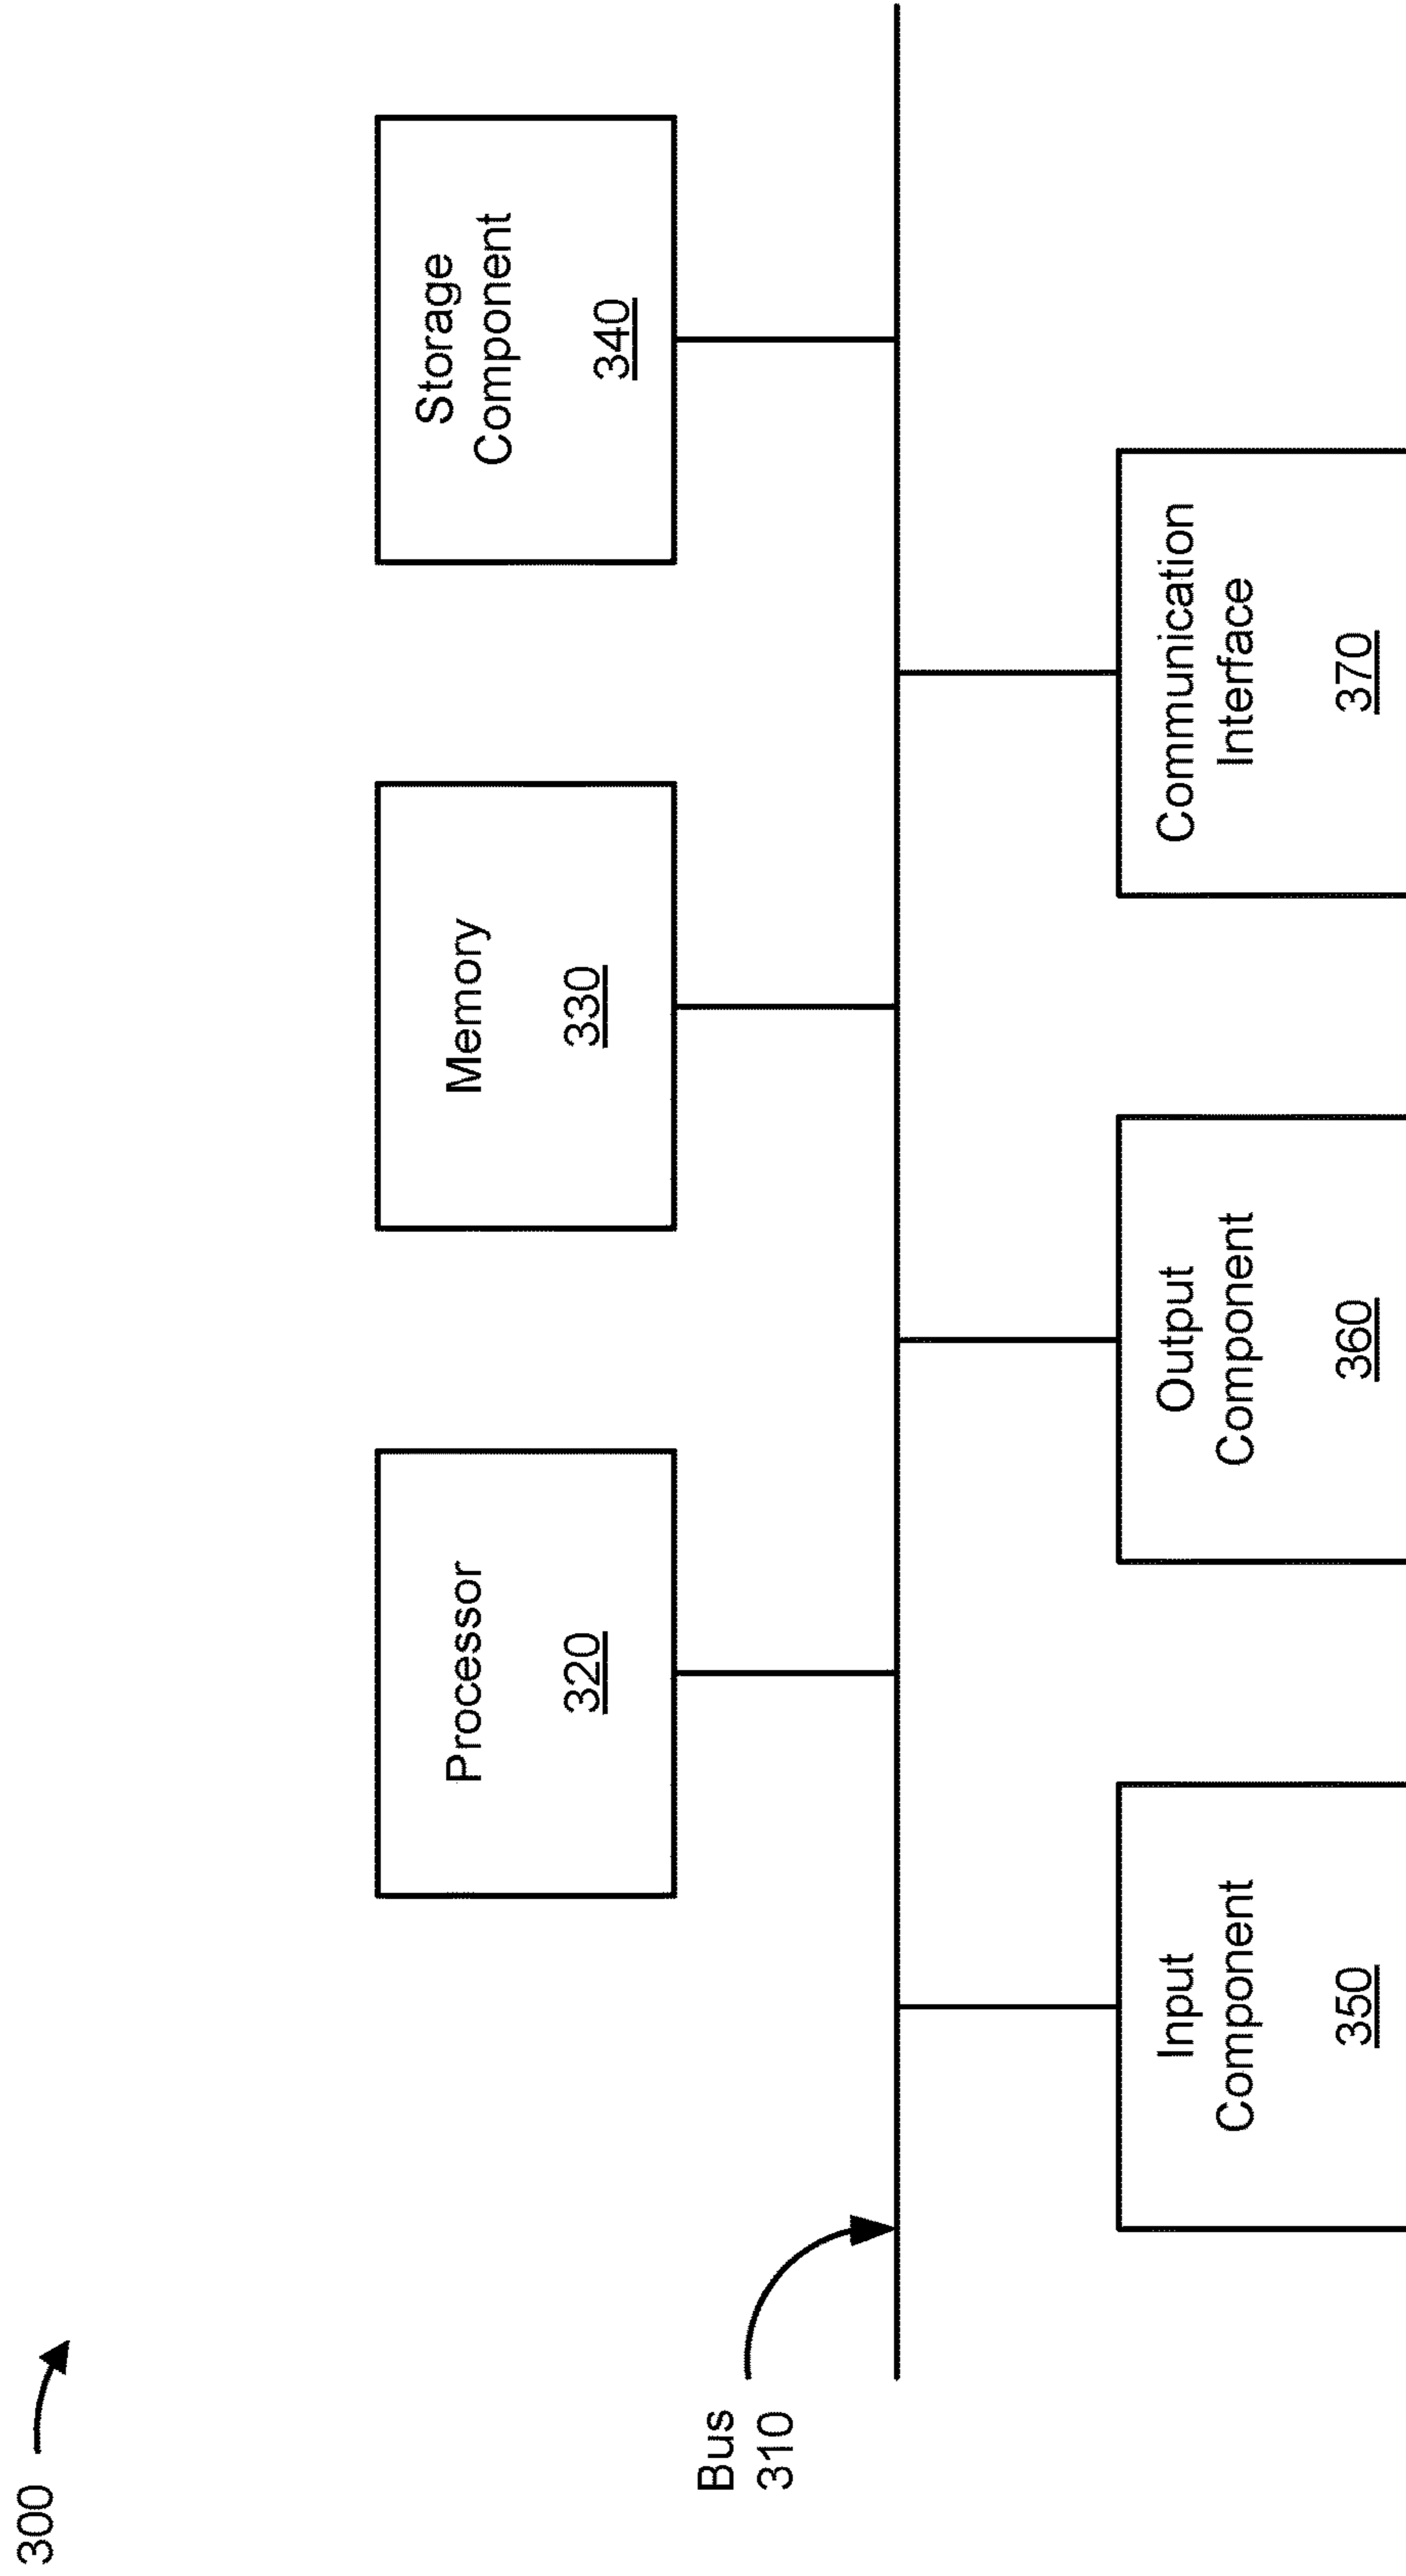 300
Bus
310
Processor
320
Memory
330
Storage
Component
340
Input
Component
350
Output
Component
360
Communication
Interface
370